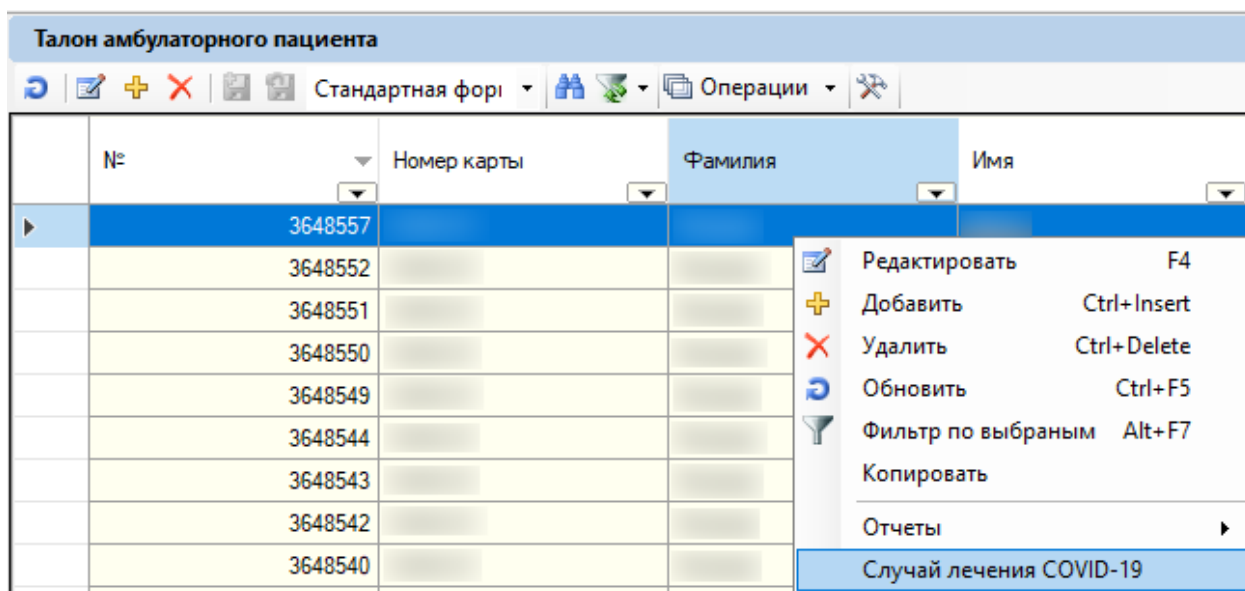 Талон амбулаторного пациента
Стандартная фор
Операции
№ Номер карты Фамилия Имя
3648557
3648552
3648551
3648550
3648549
3648544
3648543
3648542
3648540
Редактировать F4
Добавить Ctrl+Insert
Удалить Ctrl+Delete
Обновить Ctrl+F5
Фильтр по выбраным Alt+F7
Копировать
Отчеты
Случай лечения COVID-19